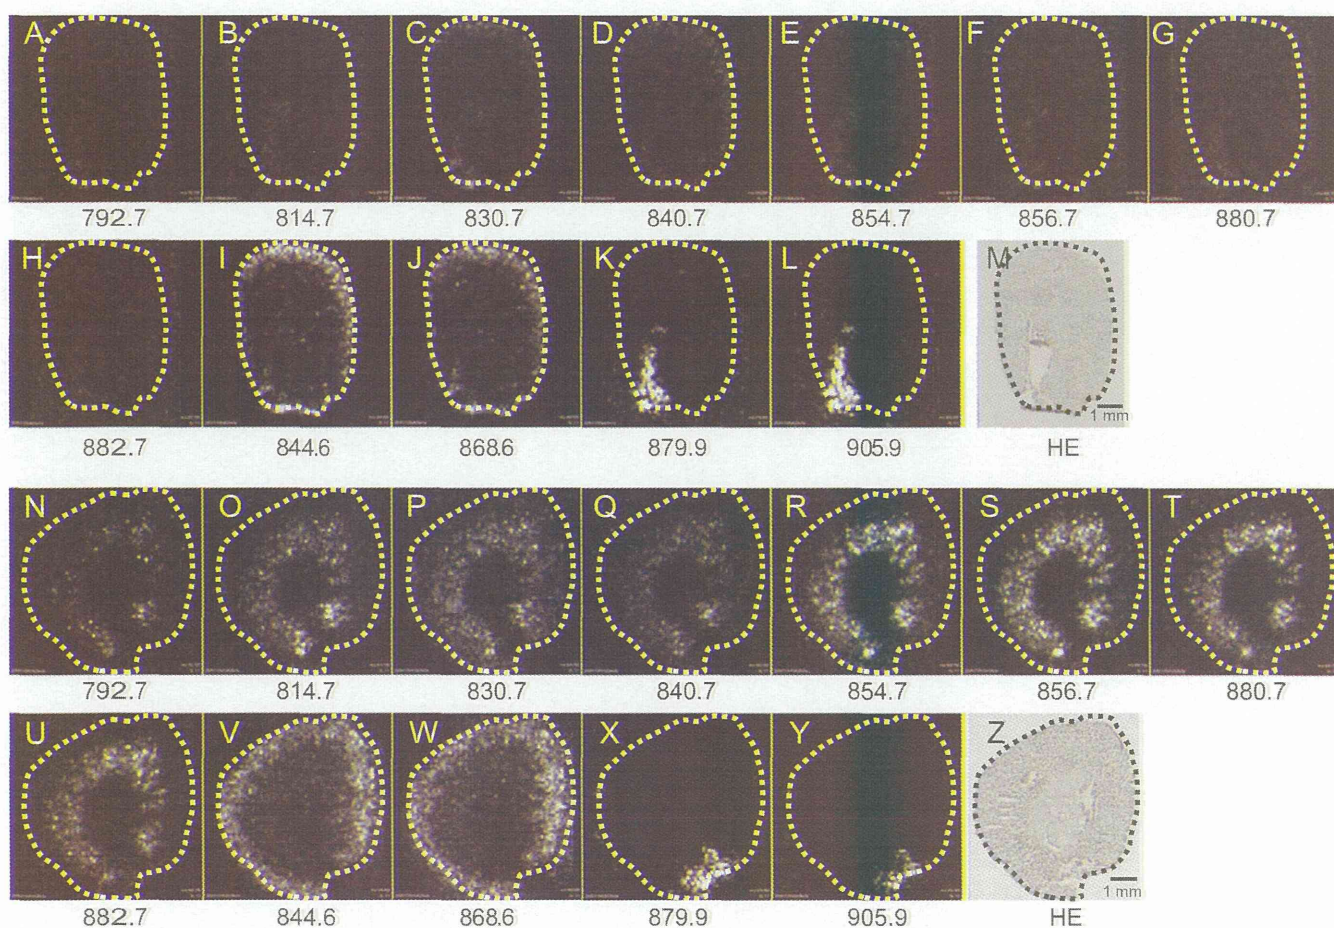 A B C D E F G
792.7 814.7 830.7 840.7 854.7 856.7 880.7
H I J K L M
1 mm
882.7 844.6 868.6 879.9 905.9 HE
N O P Q R S T
792.7 814.7 830.7 840.7 854.7 856.7 880.7
U V W X Y Z
1 mm
882.7 844.6 868.6 879.9 905.9 HE